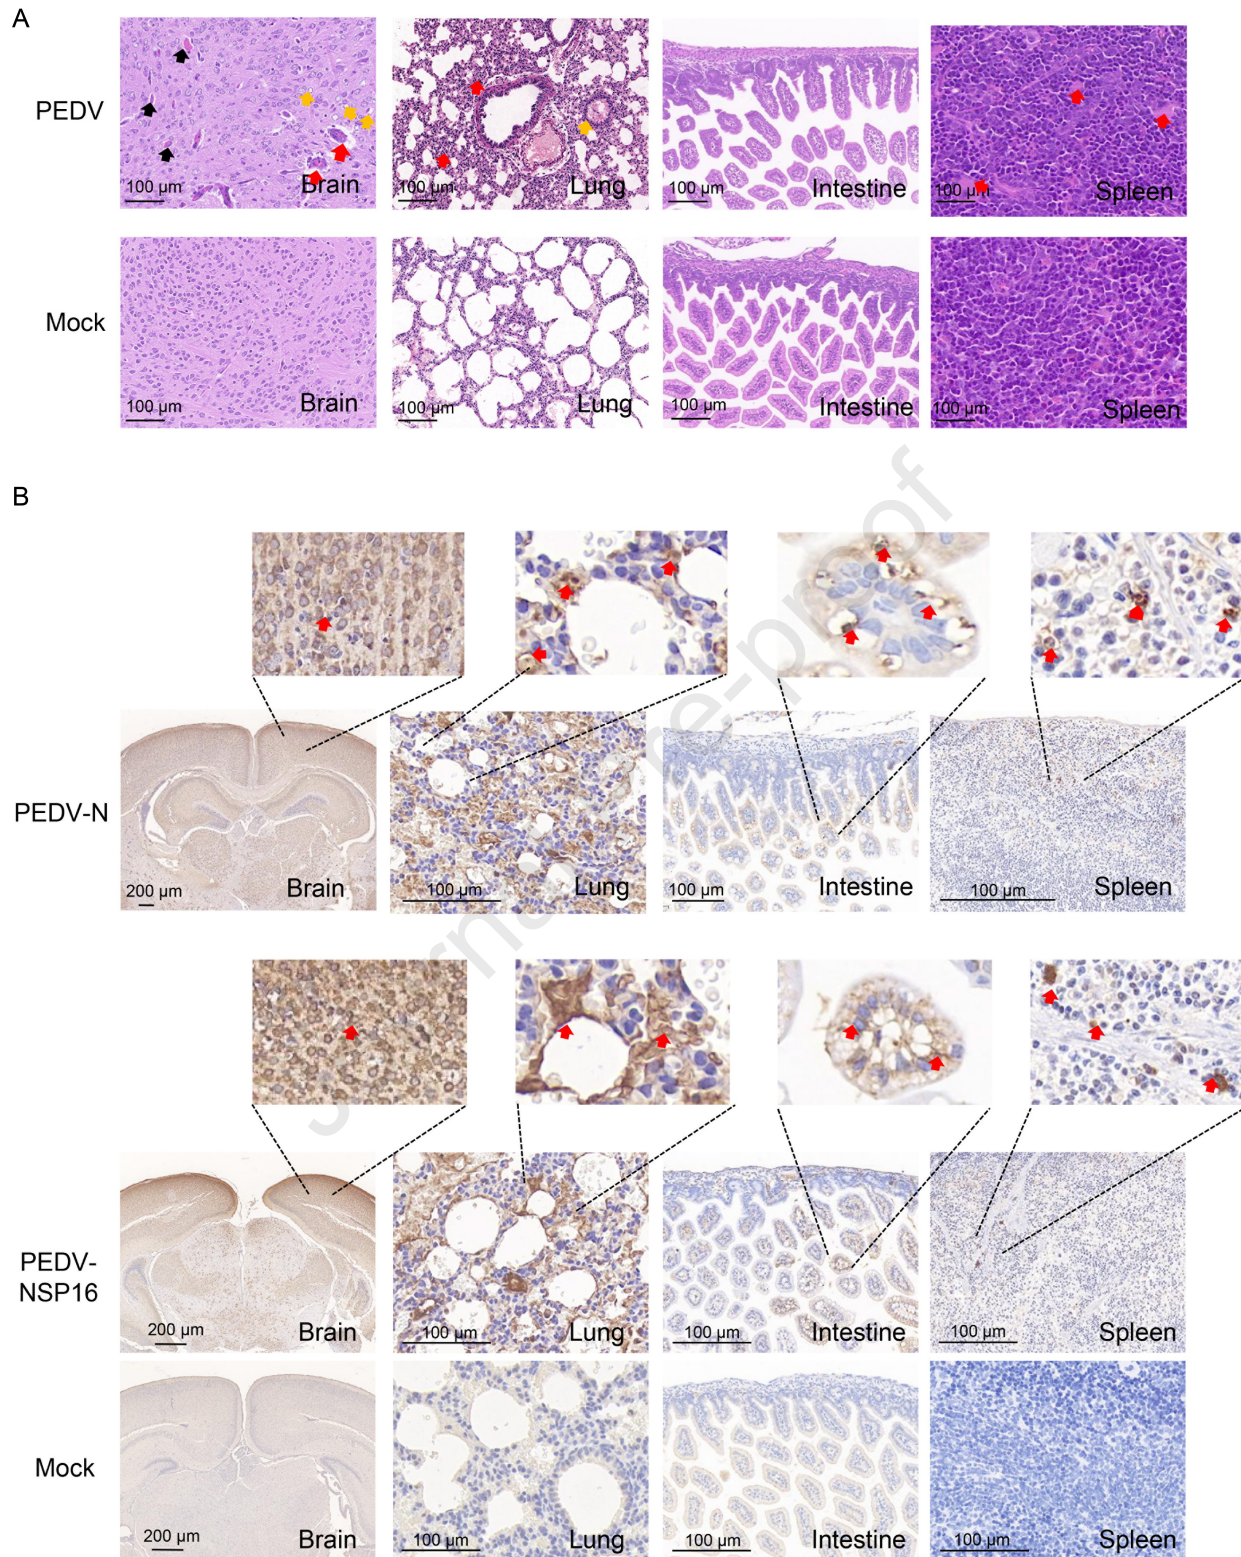 A
PEDV
100 µm
Brain
100 µm
Lung
100 µm
Intestine
100 µm
Spleen
Mock
100 µm
Brain
100 µm
Lung
100 µm
Intestine
100 µm
Spleen
B
PEDV-N
200 µm
Brain
100 µm
Lung
100 µm
Intestine
100 µm
Spleen
PEDV-
NSP16
200 µm
Brain
100 µm
Lung
100 µm
Intestine
100 µm
Spleen
Mock
200 µm
Brain
100 µm
Lung
100 µm
Intestine
100 µm
Spleen